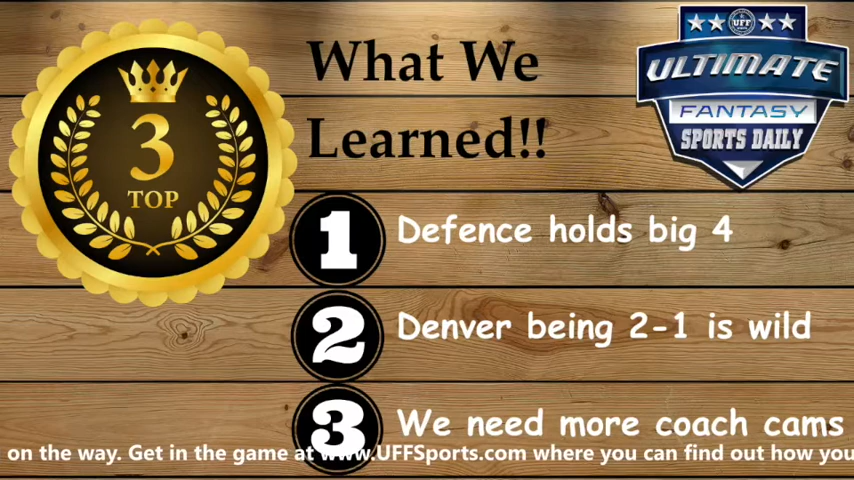 What We
Learned!!
3
TOP
UFF
ULTIMATE
FANTASY
SPORTS DAILY
1 Defence holds big 4
2 Denver being 2-1 is wild
3 We need more coach cams
on the way. Get in the game at www.UFFSports.com where you can find out how you